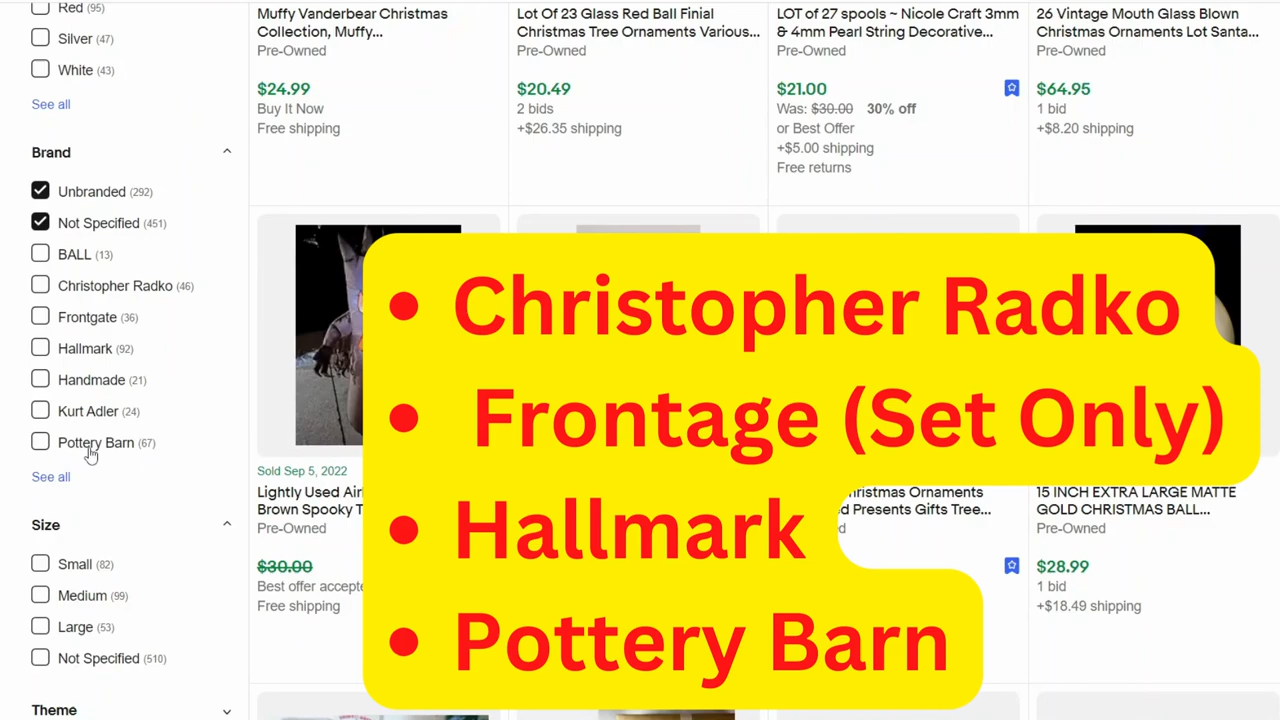 Red (95)
Silver (47)
White (43)
See all
Brand
Unbranded (292)
Not Specified (451)
BALL (13)
Christopher Radko (46)
Frontgate (36)
Hallmark (92)
Handmade (21)
Kurt Adler (24)
Pottery Barn (67)
See all
Size
Small (82)
Medium (99)
Large (53)
Not Specified (510)
Theme
Muffy Vanderbear Christmas
Collection, Muffy...
Pre-Owned
$24.99
Buy It Now
Free shipping
Lot Of 23 Glass Red Ball Finial
Christmas Tree Ornaments Various...
Pre-Owned
$20.49
2 bids
+$26.35 shipping
LOT of 27 spools ~ Nicole Craft 3mm
& 4mm Pearl String Decorative...
Pre-Owned
$21.00
Was: $30.00 30% off
or Best Offer
+$5.00 shipping
Free returns
26 Vintage Mouth Glass Blown
Christmas Ornaments Lot Santa...
Pre-Owned
$64.95
1 bid
+$8.20 shipping
• Christopher Radko
• Frontage (Set Only)
• Hallmark
• Pottery Barn
Sold Sep 5, 2022
Lightly Used
Brown Spooky
Pre-Owned
$30.00
Best offer
Free shipping
Ornaments
Presents Gifts Tree...
15 INCH EXTRA LARGE MATTE
GOLD CHRISTMAS BALL...
Pre-Owned
$28.99
1 bid
+$18.49 shipping